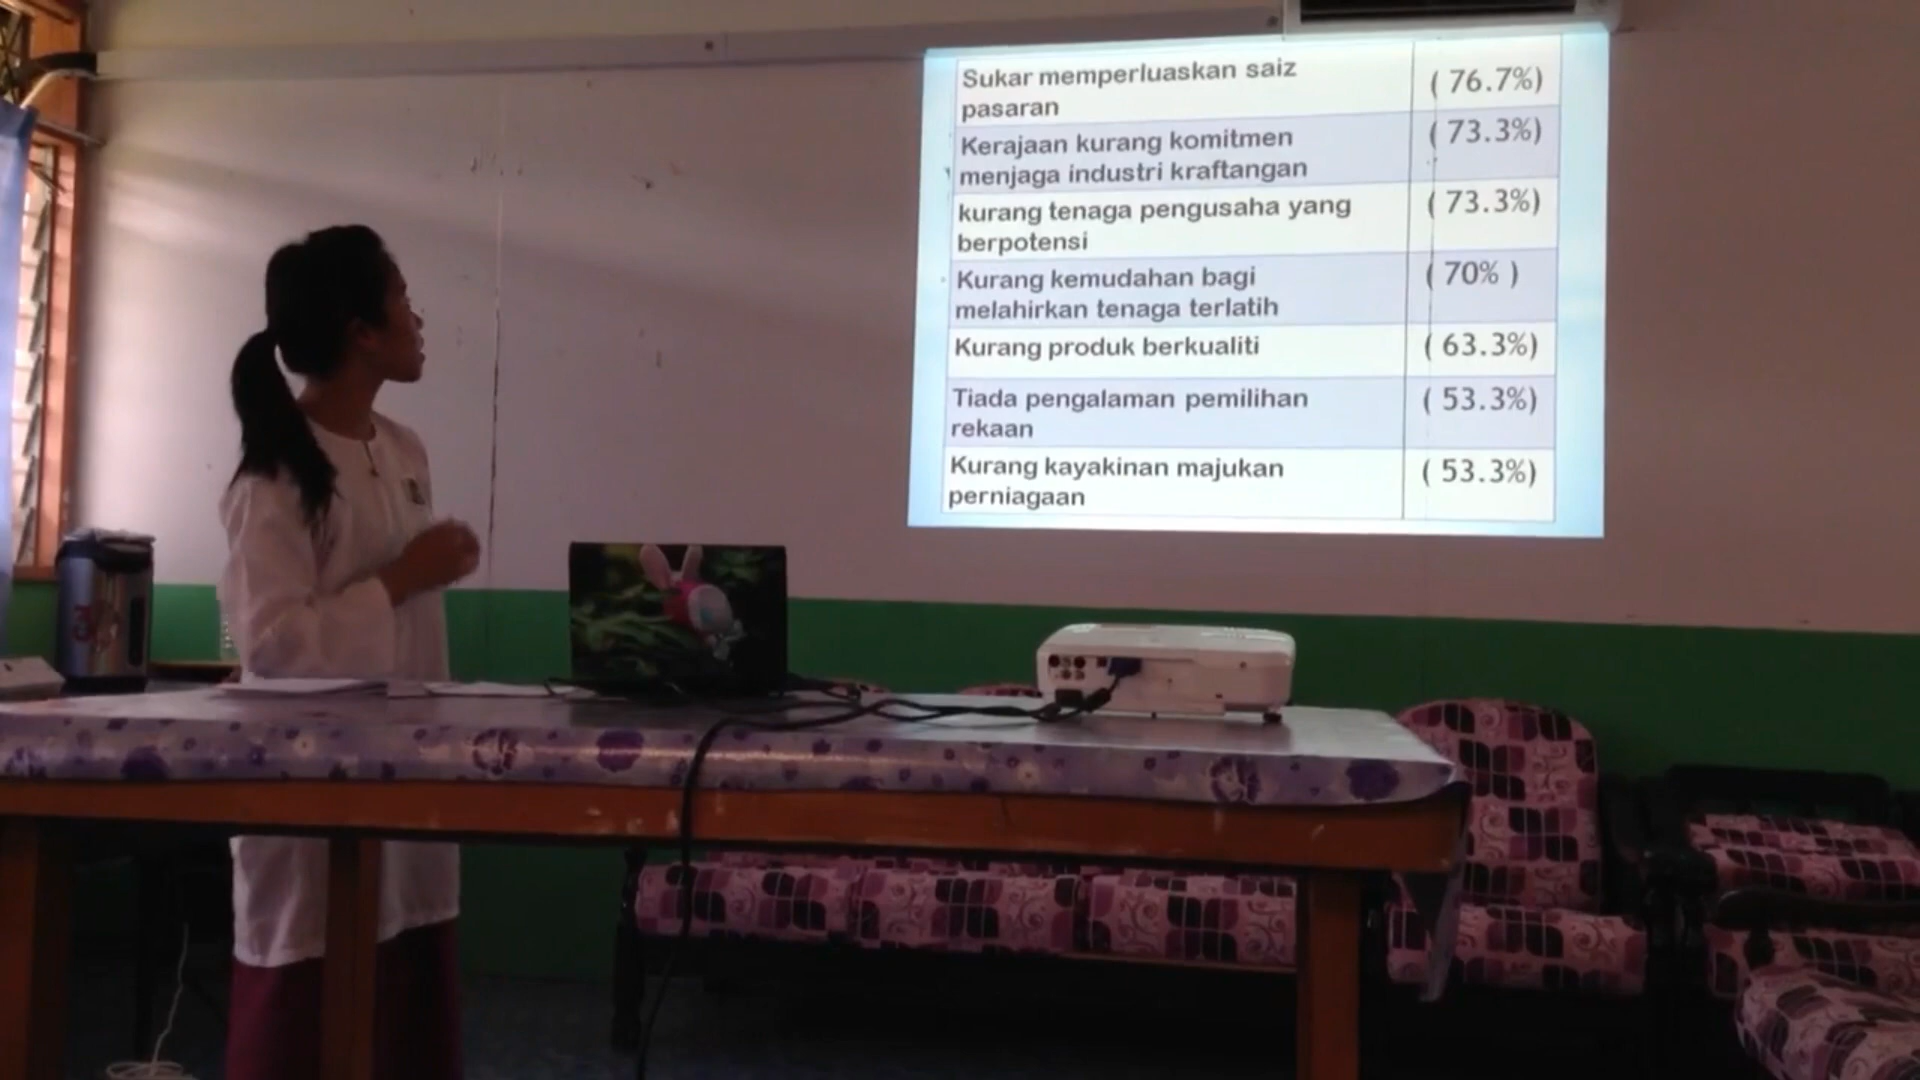 Sukar memperluaskan saiz
pasaran
( 76.7%)
Kerajaan kurang komitmen
menjaga industri kraftangan
( 73.3%)
kurang tenaga pengusaha yang
berpotensi
( 73.3%)
Kurang kemudahan bagi
melahirkan tenaga terlatih
( 70% )
Kurang produk berkualiti
( 63.3%)
Tiada pengalaman pemilihan
rekaan
( 53.3%)
Kurang kayakinan majukan
perniagaan
( 53.3%)